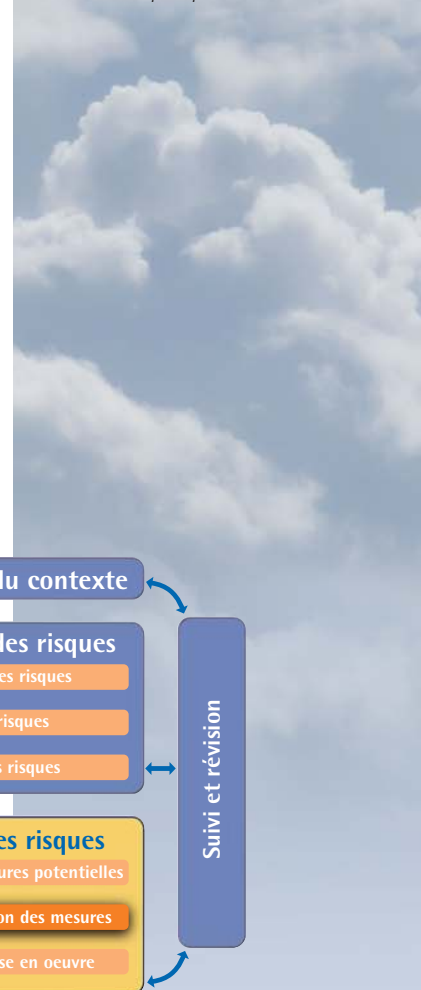 du contexte
des risques
es risques
risques
s risques
es risques
ures potentielles
on des mesures
se en oeuvre
Suivi et révision